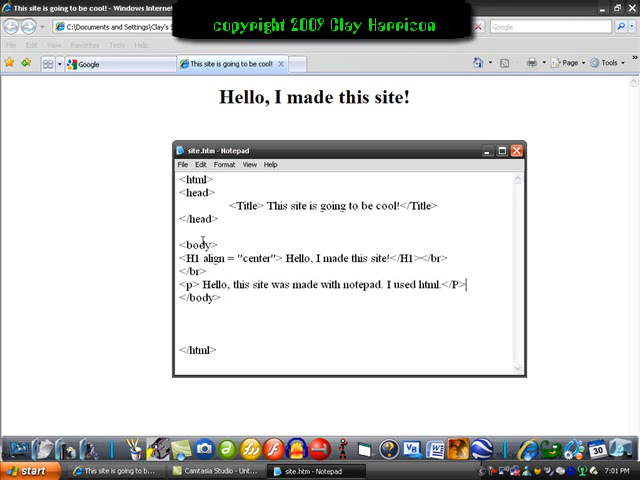 This site is going to be cool! - Windows Internet
copyright 2009 Clay Harrison
C:\Documents and Settings\Clay's
Google
File Edit View Favorites Tools Help
Google
This site is going to be cool!
Page
Tools
Hello, I made this site!
site.htm - Notepad
File Edit Format View Help
<html>
<head>
<Title> This site is going to be cool!</Title>
</head>
<body>
<H1 align = "center"> Hello, I made this site!</H1></br>
</br>
<p> Hello, this site was made with notepad. I used html.</P>
</body>
</html>
start
This site is going to b...
Camtasia Studio - Unt...
site.htm - Notepad
7:01 PM